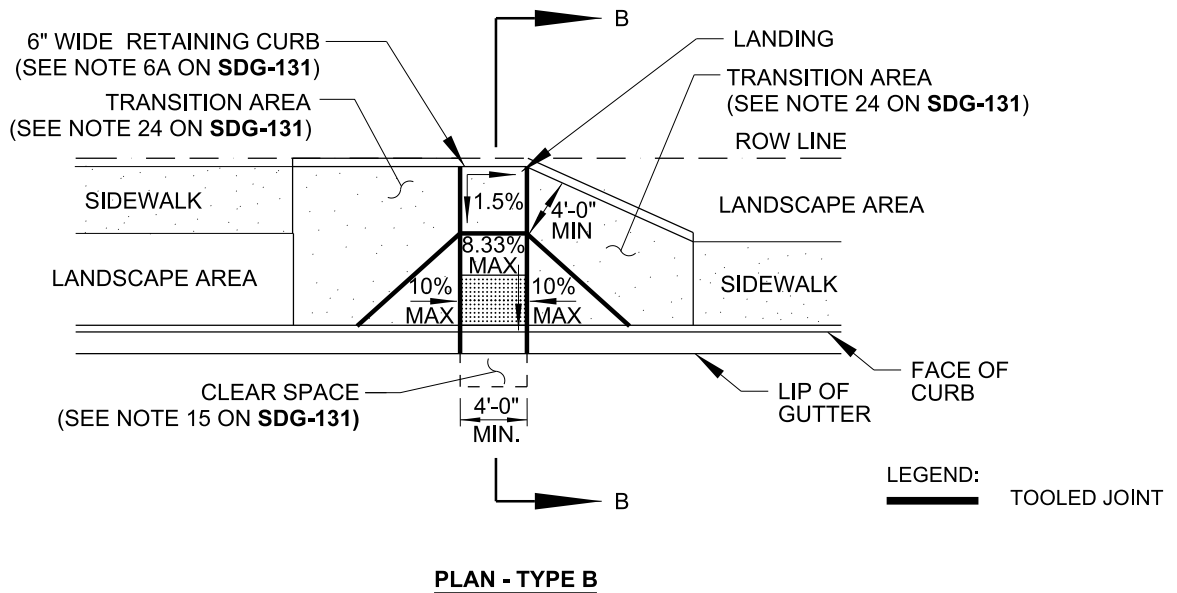 B
6" WIDE RETAINING CURB
(SEE NOTE 6A ON SDG-131)
TRANSITION AREA
(SEE NOTE 24 ON SDG-131)
LANDING
TRANSITION AREA
(SEE NOTE 24 ON SDG-131)
ROW LINE
SIDEWALK
1.5%
4'-0"
MIN
LANDSCAPE AREA
LANDSCAPE AREA
8.33%
MAX
10%
MAX
10%
MAX
SIDEWALK
CLEAR SPACE
(SEE NOTE 15 ON SDG-131)
4'-0"
MIN.
LIP OF
GUTTER
FACE OF
CURB
B
LEGEND:
TOOLED JOINT
PLAN - TYPE B